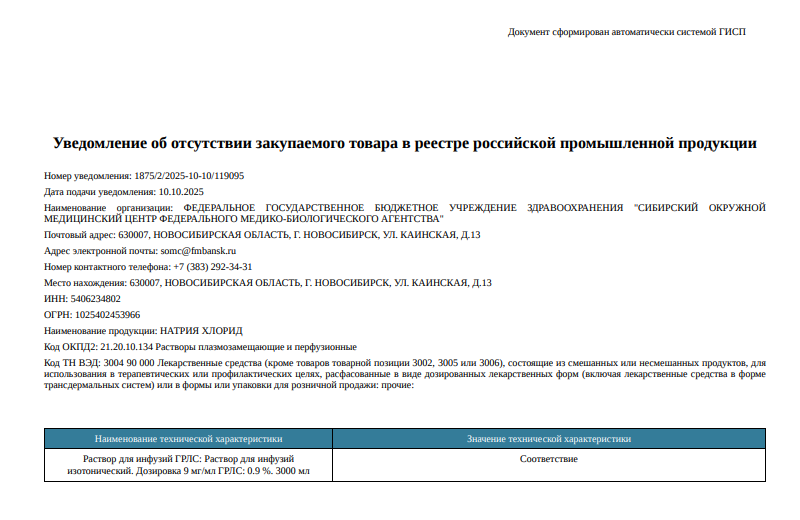 Документ сформирован автоматически системой ГИСП
Уведомление об отсутствии закупаемого товара в реестре российской промышленной продукции
Номер уведомления: 1875/2/2025-10-10/119095
Дата подачи уведомления: 10.10.2025
Наименование организации: ФЕДЕРАЛЬНОЕ ГОСУДАРСТВЕННОЕ БЮДЖЕТНОЕ УЧРЕЖДЕНИЕ ЗДРАВООХРАНЕНИЯ "СИБИРСКИЙ ОКРУЖНОЙ
МЕДИЦИНСКИЙ ЦЕНТР ФЕДЕРАЛЬНОГО МЕДИКО-БИОЛОГИЧЕСКОГО АГЕНТСТВА"
Почтовый адрес: 630007, НОВОСИБИРСКАЯ ОБЛАСТЬ, Г. НОВОСИБИРСК, УЛ. КАИНСКАЯ, Д.13
Адрес электронной почты: somc@fmbansk.ru
Номер контактного телефона: +7 (383) 292-34-31
Место нахождения: 630007, НОВОСИБИРСКАЯ ОБЛАСТЬ, Г. НОВОСИБИРСК, УЛ. КАИНСКАЯ, Д.13
ИНН: 5406234802
ОГРН: 1025402453966
Наименование продукции: НАТРИЯ ХЛОРИД
Код ОКПД2: 21.20.10.134 Растворы плазмозамещающие и перфузионные
Код ТН ВЭД: 3004 90 000 Лекарственные средства (кроме товаров товарной позиции 3002, 3005 или 3006), состоящие из смешанных или несмешанных продуктов, для
использования в терапевтических или профилактических целях, расфасованные в виде дозированных лекарственных форм (включая лекарственные средства в форме
трансдермальных систем) или в формы или упаковки для розничной продажи: прочие:
Наименование технической характеристики
Значение технической характеристики
Раствор для инфузий ГРЛС: Раствор для инфузий
изотонический. Дозировка 9 мг/мл ГРЛС: 0.9 %. 3000 мл
Соответствие